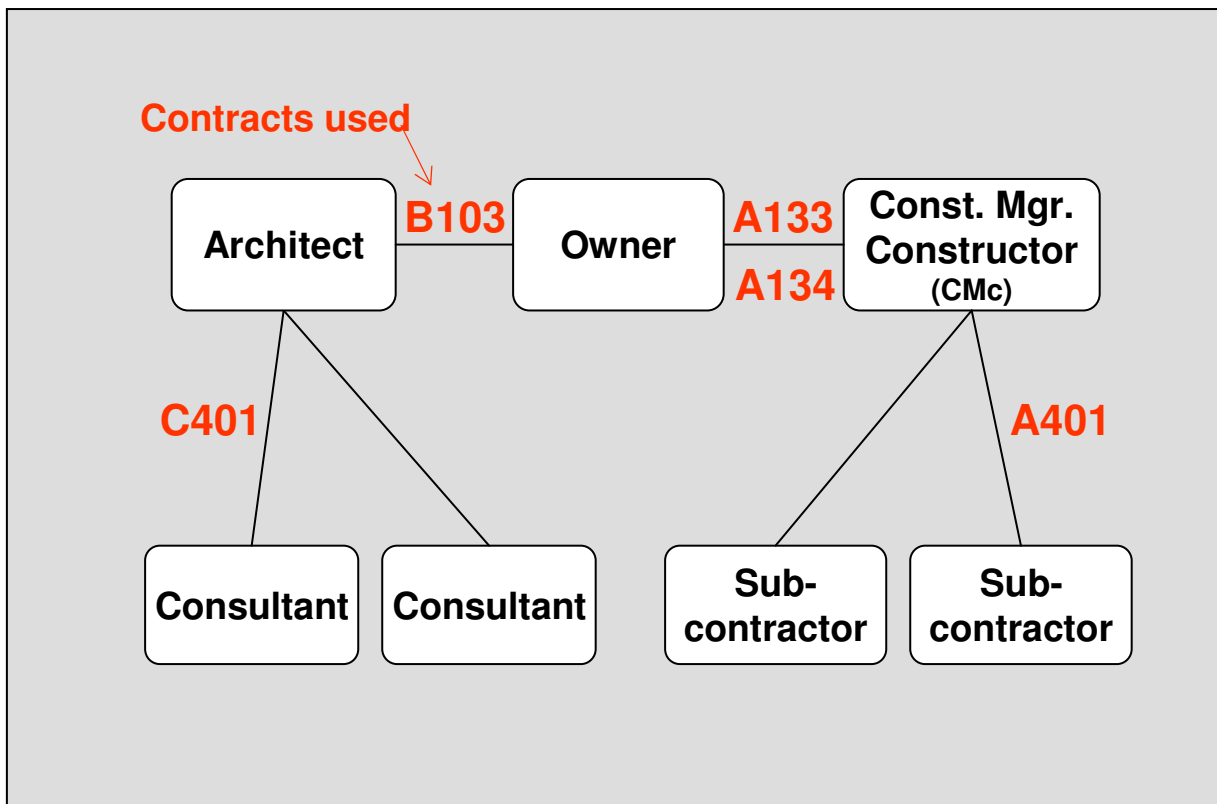 Contracts used
Architect
B103
Owner
A133
A134
Const. Mgr.
Constructor
(CMc)
C401
A401
Consultant
Consultant
Sub-
contractor
Sub-
contractor